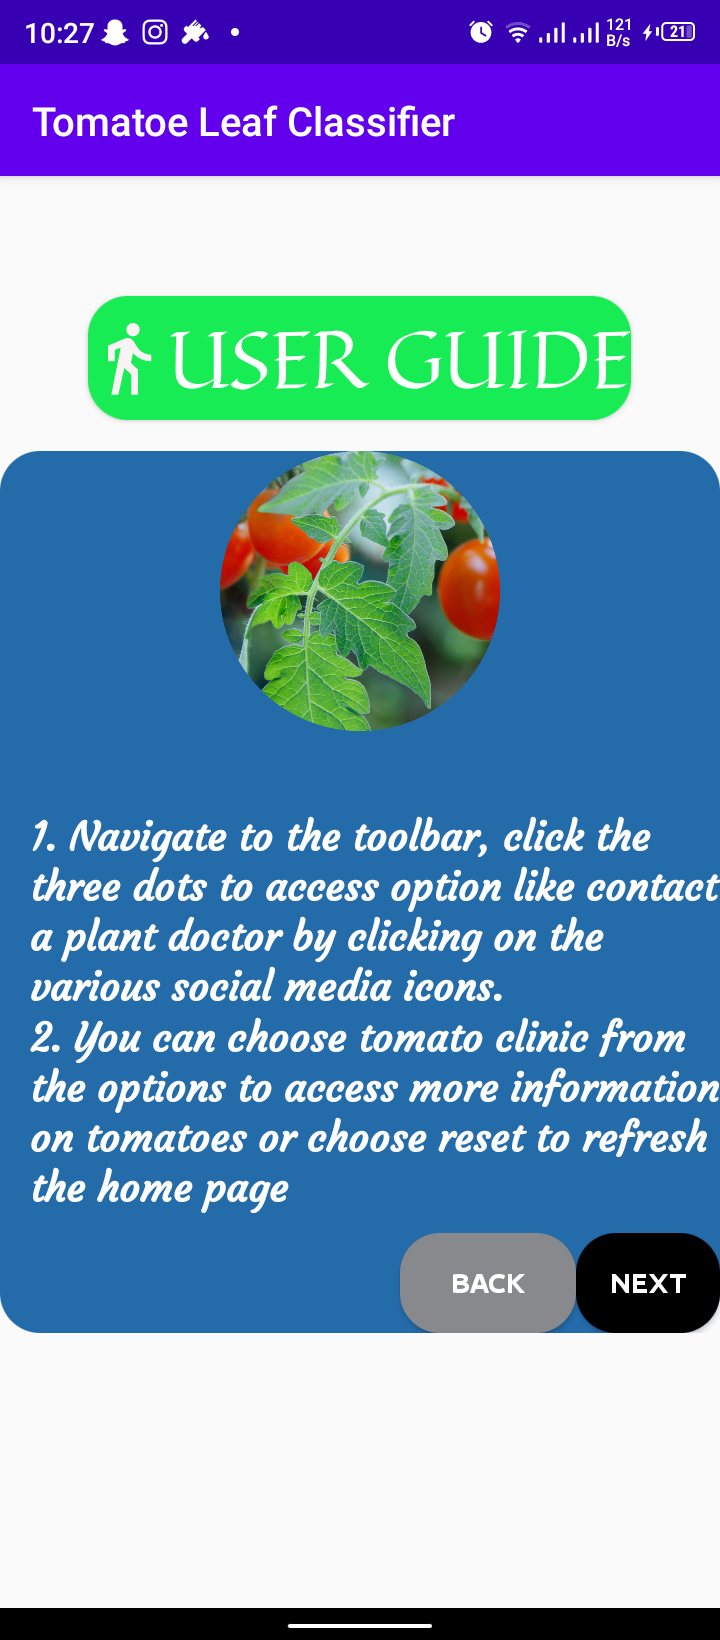 10:27
121
B/s
21
Tomatoe Leaf Classifier
USER GUIDE
1. Navigate to the toolbar, click the
three dots to access option like contact
a plant doctor by clicking on the
various social media icons.
2. You can choose tomato clinic from
the options to access more information
on tomatoes or choose reset to refresh
the home page
BACK NEXT